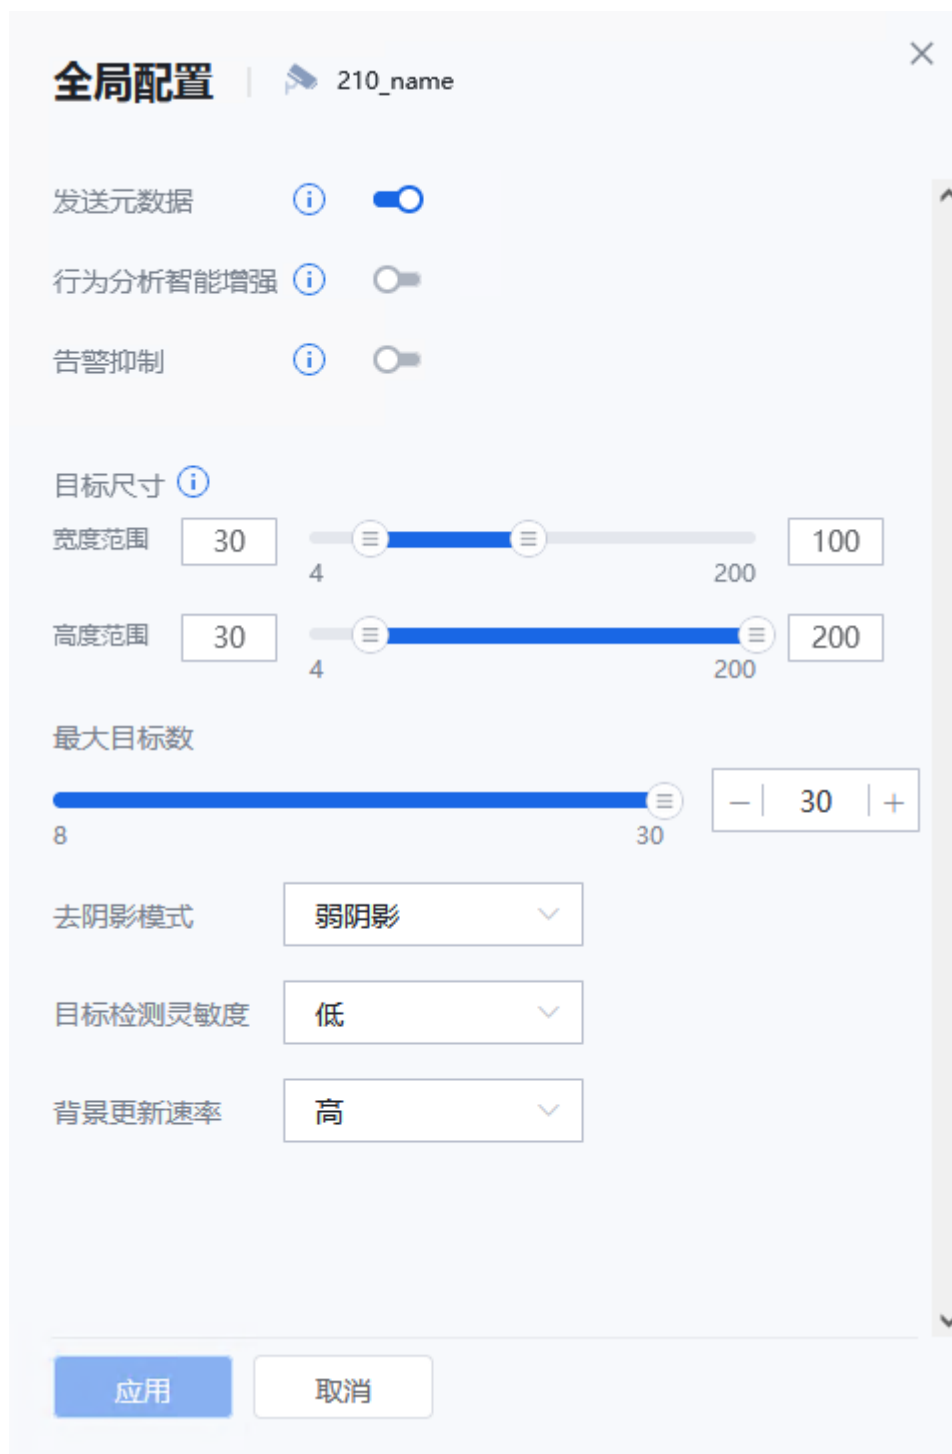 全局配置 210_name
发送元数据
行为分析智能增强
告警抑制
目标尺寸
宽度范围 30 100
4 200
高度范围 30 200
4 200
最大目标数
30
8 30
去阴影模式 弱阴影
目标检测灵敏度 低
背景更新速率 高
应用 取消